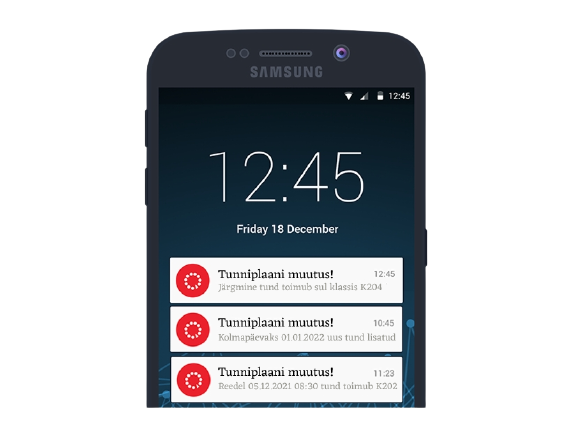 SAMSUNG
12:45
12:45
Friday 18 December
Tunniplaani muutus! 12:45
Järgmine tund toimub sul klassis K204
Tunniplaani muutus! 10:45
Kolmapäevaks 01.01.2022 uus tund lisatud
Tunniplaani muutus! 11:23
Reedel 05.12.2021 08:30 tund toimub K202